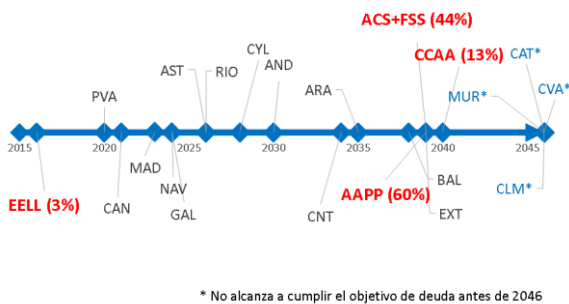 ACS+FSS (44%)
CCAA (13%)
CYL
AND
CAT*
AST
RIO
PVA
ARA
MUR*
CVA*
2015
2020
2025
2030
2035
2040
2045
MAD
NAV
GAL
CAN
EELL (3%)
CNT
AAPP (60%)
BAL
EXT
CLM*
* No alcanza a cumplir el objetivo de deuda antes de 2046